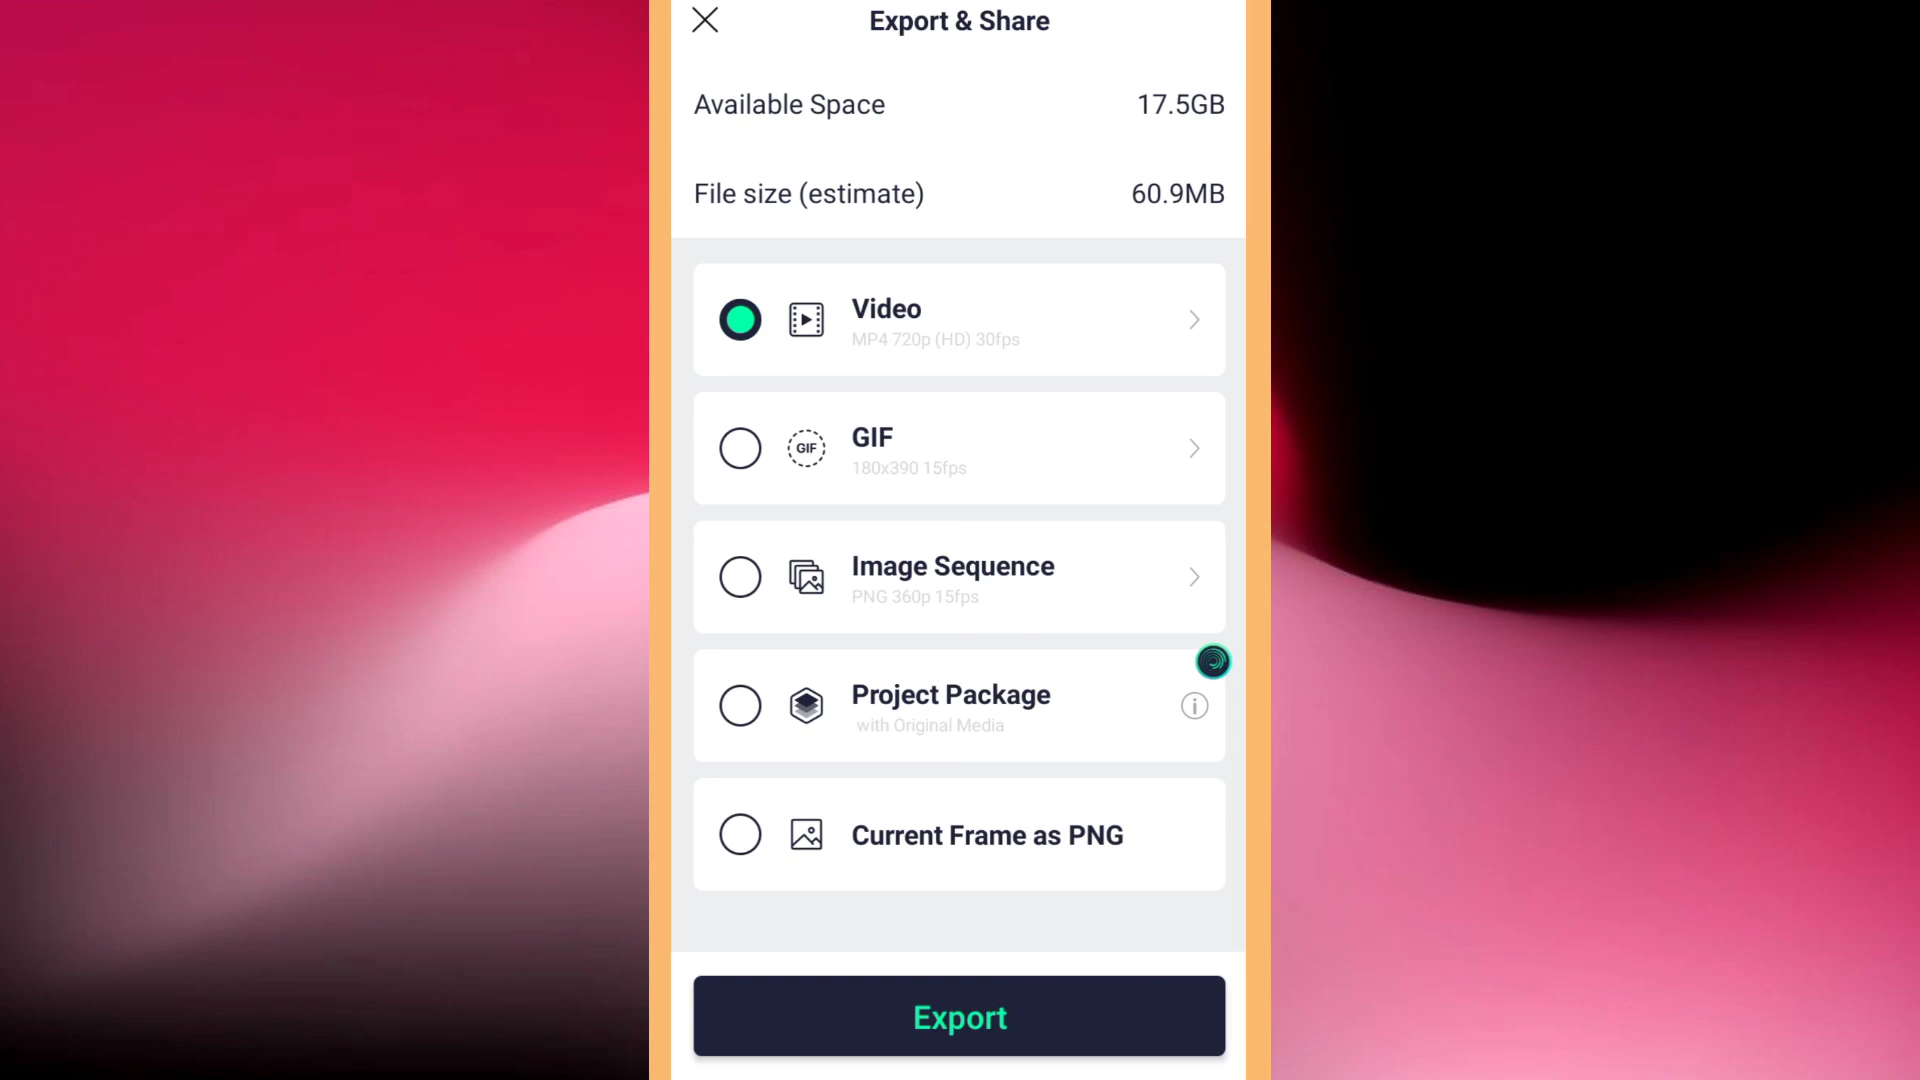 Export & Share
Available Space 17.5GB
File size (estimate) 60.9MB
Video
MP4 720p (HD) 30fps
GIF
GIF
180x390 15fps
Image Sequence
PNG 360p 15fps
Project Package
with Original Media
Current Frame as PNG
Export